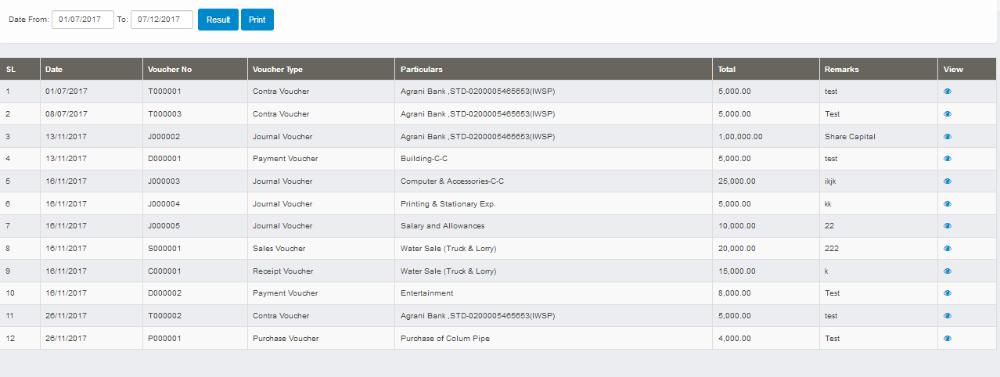 Date From: 01/07/2017 To: 07/12/2017 Result Print
SL Date Voucher No Voucher Type Particulars Total Remarks View
1 01/07/2017 T000001 Contra Voucher Agrani Bank ,STD-0200005465653(IWSP) 5,000.00 test
2 08/07/2017 T000003 Contra Voucher Agrani Bank ,STD-0200005465653(IWSP) 5,000.00 Test
3 13/11/2017 J000002 Journal Voucher Agrani Bank ,STD-0200005465653(IWSP) 1,00,000.00 Share Capital
4 13/11/2017 D000001 Payment Voucher Building-C-C 5,000.00 test
5 16/11/2017 J000003 Journal Voucher Computer & Accessories-C-C 25,000.00 ikjk
6 16/11/2017 J000004 Journal Voucher Printing & Stationary Exp. 5,000.00 kk
7 16/11/2017 J000005 Journal Voucher Salary and Allowances 10,000.00 22
8 16/11/2017 S000001 Sales Voucher Water Sale (Truck & Lorry) 20,000.00 222
9 16/11/2017 C000001 Receipt Voucher Water Sale (Truck & Lorry) 15,000.00 k
10 16/11/2017 D000002 Payment Voucher Entertainment 8,000.00 Test
11 26/11/2017 T000002 Contra Voucher Agrani Bank ,STD-0200005465653(IWSP) 5,000.00 test
12 26/11/2017 P000001 Purchase Voucher Purchase of Colum Pipe 4,000.00 Test